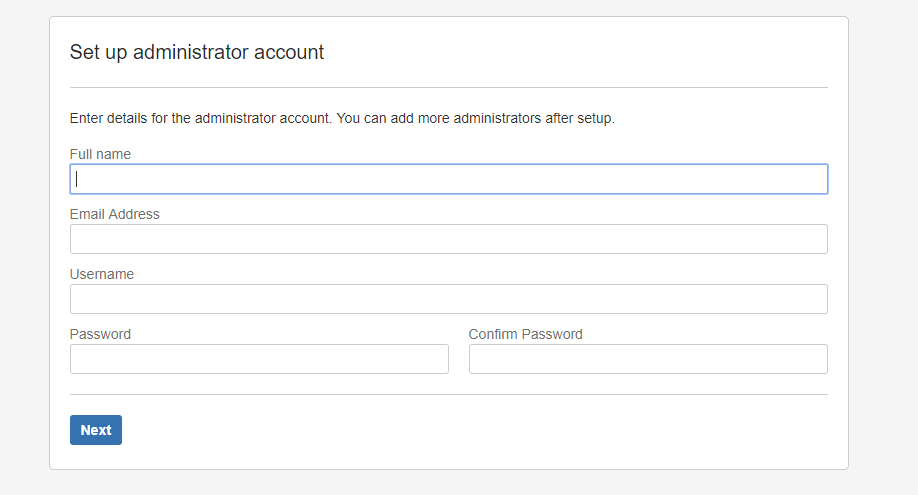 Set up administrator account
Enter details for the administrator account. You can add more administrators after setup.
Full name
Email Address
Username
Password
Confirm Password
Next